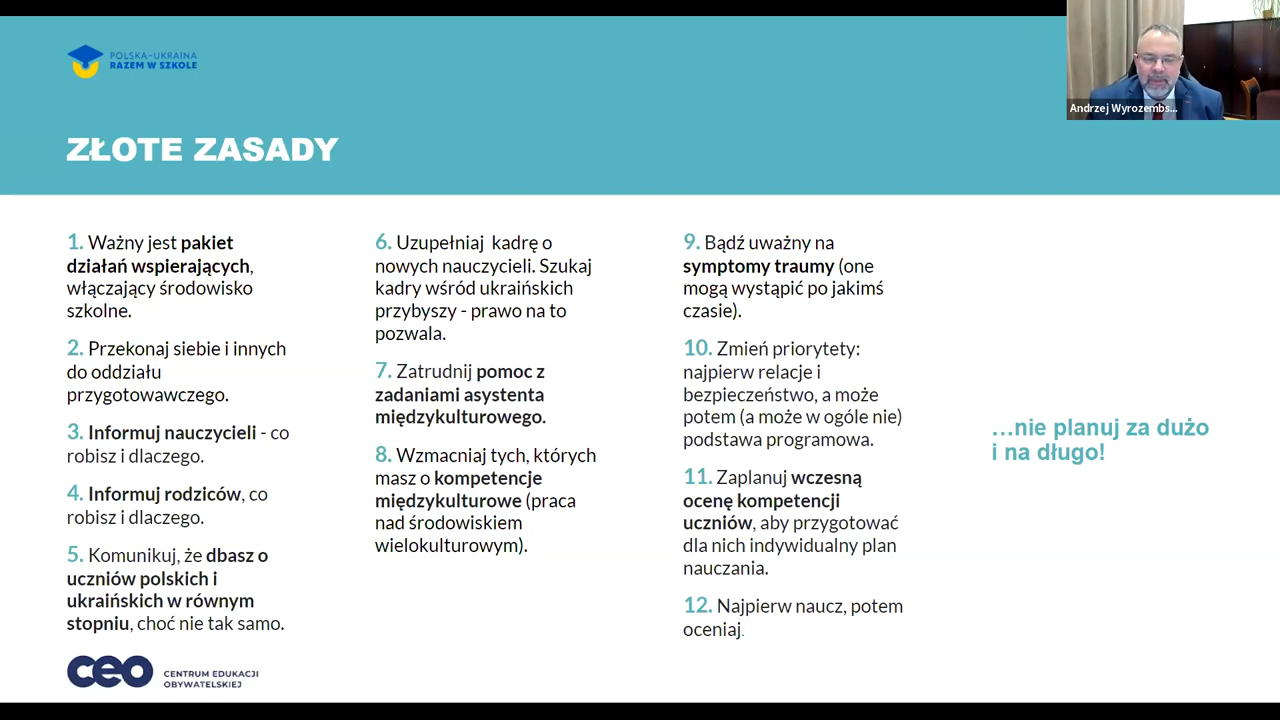 POLSKA-UKRAINA
RAZEM W SZKOLE
Andrzej Wyrozembs...
ZŁOTE ZASADY
1. Ważny jest pakiet
działań wspierających,
włączający środowisko
szkolne.
2. Przekonaj siebie i innych
do oddziału
przygotowawczego.
3. Informuj nauczycieli - co
robisz i dlaczego.
4. Informuj rodziców, co
robisz i dlaczego.
5. Komunikuj, że dbasz o
uczniów polskich i
ukraińskich w równym
stopniu, choć nie tak samo.
6. Uzupełniaj kadrę o
nowych nauczycieli. Szukaj
kadry wśród ukraińskich
przybyszy - prawo na to
pozwala.
7. Zatrudnij pomoc z
zadaniami asystenta
międzykulturowego.
8. Wzmacniaj tych, których
masz o kompetencje
międzykulturowe (praca
nad środowiskiem
wielokulturowym).
9. Bądź uważny na
symptomy traumy (one
mogą wystąpić po jakimś
czasie).
10. Zmień priorytety:
najpierw relacje i
bezpieczeństwo, a może
potem (a może w ogóle nie)
podstawa programowa.
11. Zaplanuj wczesną
ocenę kompetencji
uczniów, aby przygotować
dla nich indywidualny plan
nauczania.
12. Najpierw naucz, potem
oceniaj.
...nie planuj za dużo
i na długo!
ceo
CENTRUM EDUKACJI
OBYWATELSKIEJ